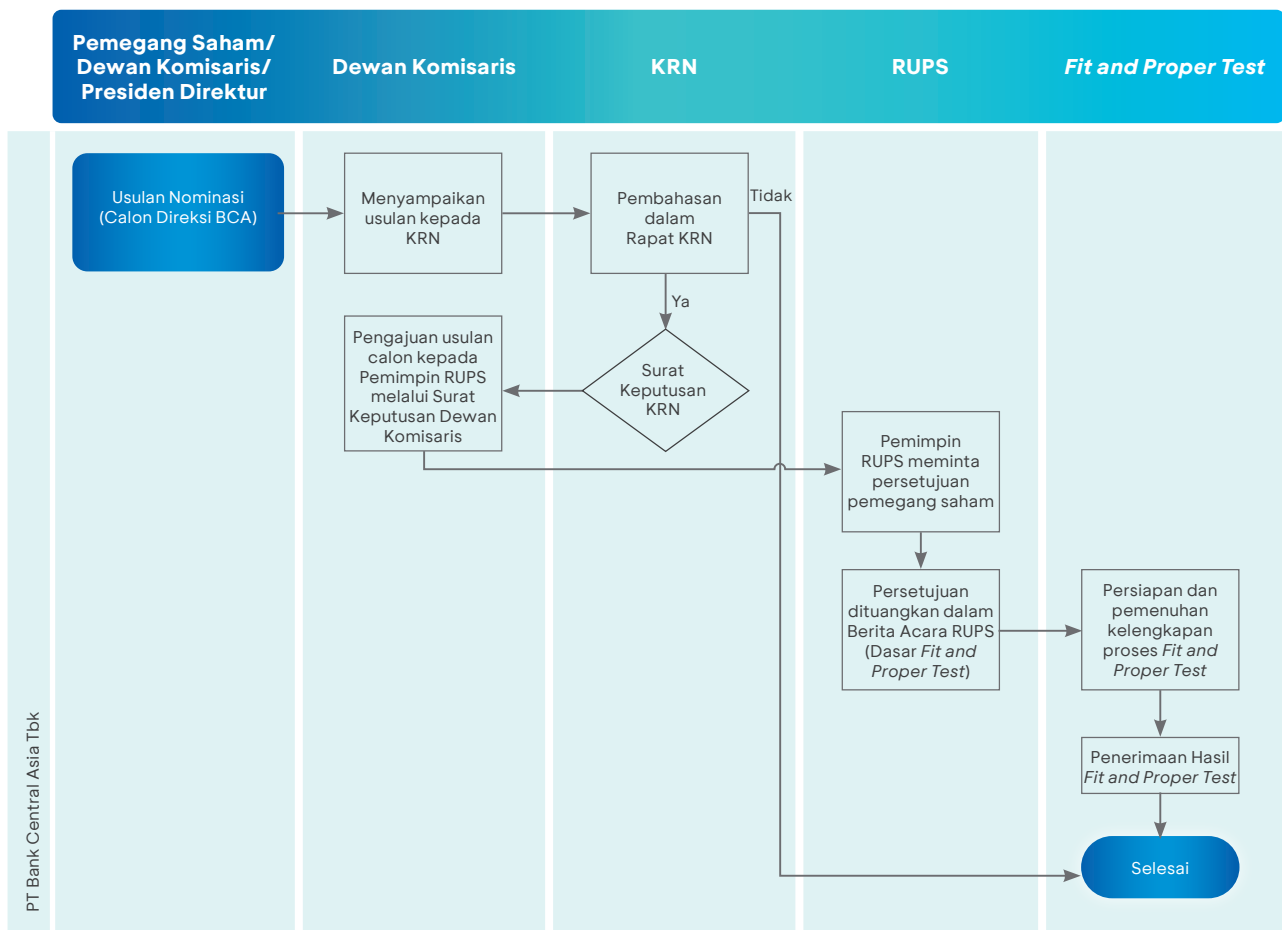 Pemegang Saham/
Dewan Komisaris/
Presiden Direktur
Dewan Komisaris
KRN
RUPS
Fit and Proper Test
PT Bank Central Asia Tbk
Usulan Nominasi
(Calon Direksi BCA)
Menyampaikan
usulan kepada
KRN
Pembahasan
dalam
Rapat KRN
Tidak
Ya
Surat
Keputusan
KRN
Pengajuan usulan
calon kepada
Pemimpin RUPS
melalui Surat
Keputusan Dewan
Komisaris
Pemimpin
RUPS meminta
persetujuan
pemegang saham
Persetujuan
dituangkan dalam
Berita Acara RUPS
(Dasar Fit and
Proper Test)
Persiapan dan
pemenuhan
kelengkapan
proses Fit and
Proper Test
Penerimaan Hasil
Fit and Proper Test
Selesai